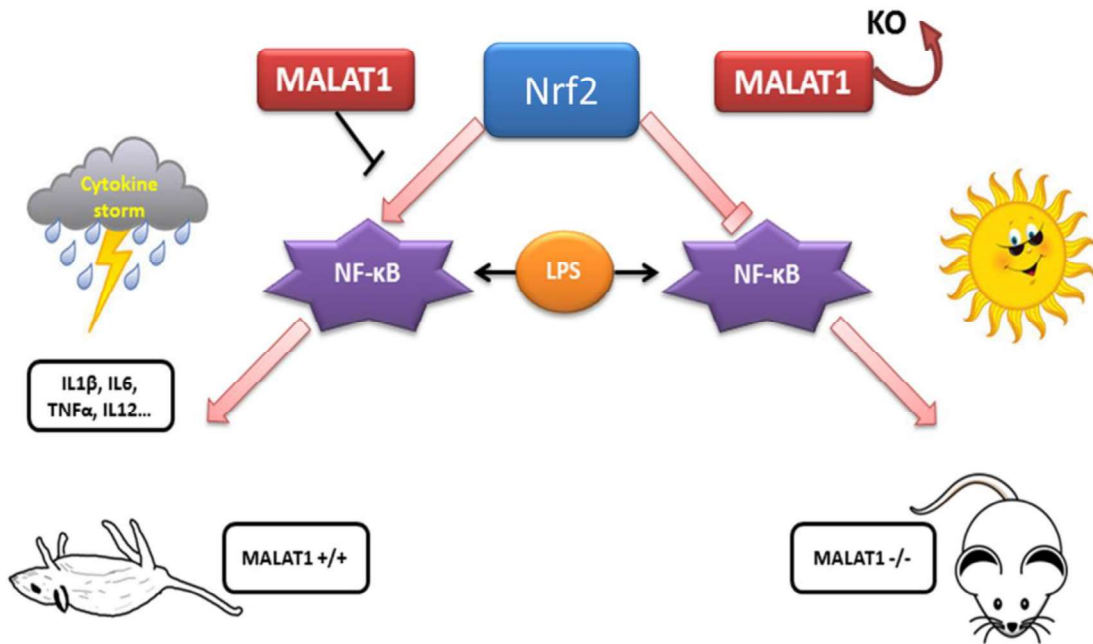 KO
MALAT1
Nrf2
MALAT1
Cytokine
storm
NF-κB
LPS
NF-κB
IL1β, IL6,
TNFα, IL12...
MALAT1 +/+
MALAT1 -/-